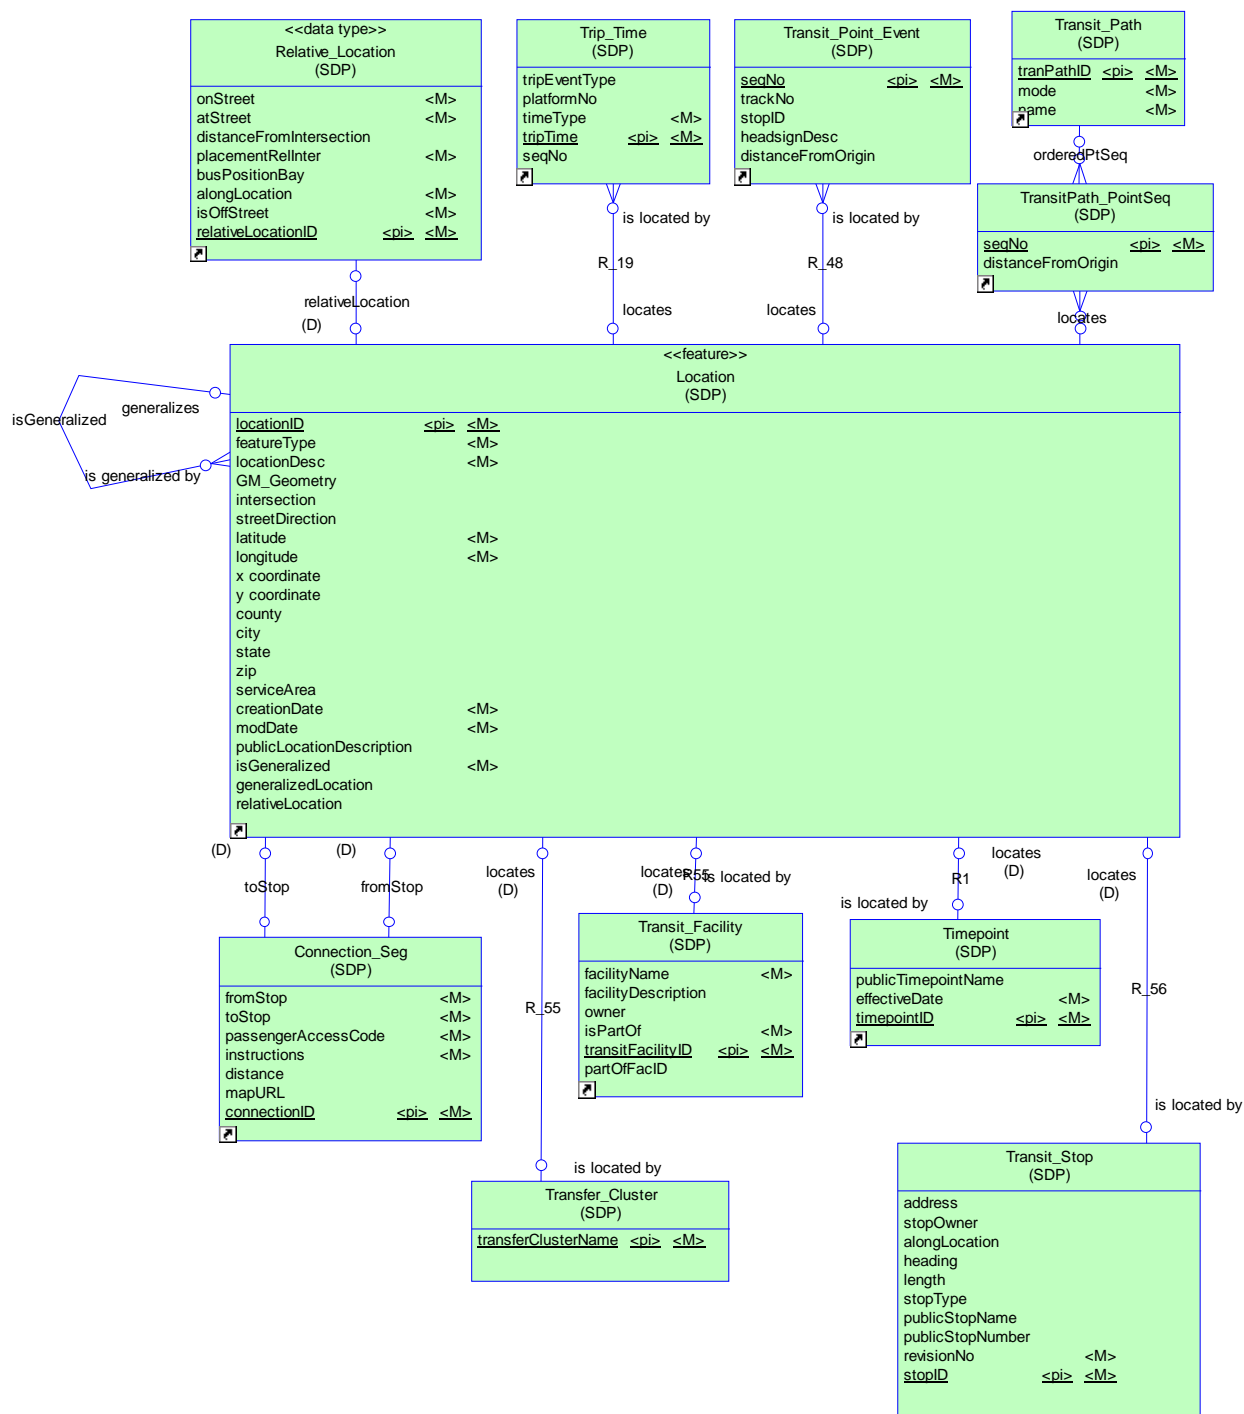 <<data type>>
Relative_Location
(SDP)
onStreet <M>
atStreet <M>
distanceFromIntersection
placementRelInter <M>
busPositionBay
alongLocation <M>
isOffStreet <M>
relativeLocationID <pi> <M>
Trip_Time
(SDP)
tripEventType
platformNo
timeType <M>
tripTime <pi> <M>
seqNo
Transit_Point_Event
(SDP)
seqNo <pi> <M>
trackNo
stopID
headsignDesc
distanceFromOrigin
Transit_Path
(SDP)
tranPathID <pi> <M>
mode <M>
name <M>
orderedPtSeq
TransitPath_PointSeq
(SDP)
seqNo <pi> <M>
distanceFromOrigin
relativeLocation
(D)
is located by
R_19
locates
is located by
R_48
locates
locates
<<feature>>
Location
(SDP)
locationID <pi> <M>
featureType <M>
locationDesc <M>
GM_Geometry
intersection
streetDirection
latitude <M>
longitude <M>
x coordinate
y coordinate
county
city
state
zip
serviceArea
creationDate <M>
modDate <M>
publicLocationDescription
isGeneralized <M>
generalizedLocation
relativeLocation
generalizes
isGeneralized
is generalized by
(D)
toStop
(D)
fromStop
locates
(D)
R_55
is located by
locates
(D)
R55
is located by
locates
(D)
R1
is located by
locates
(D)
R_56
is located by
Connection_Seg
(SDP)
fromStop <M>
toStop <M>
passengerAccessCode <M>
instructions <M>
distance
mapURL
connectionID <pi> <M>
Transit_Facility
(SDP)
facilityName <M>
facilityDescription
owner
isPartOf <M>
transitFacilityID <pi> <M>
partOfFacID
Timepoint
(SDP)
publicTimepointName
effectiveDate <M>
timepointID <pi> <M>
Transfer_Cluster
(SDP)
transferClusterName <pi> <M>
Transit_Stop
(SDP)
address
stopOwner
alongLocation
heading
length
stopType
publicStopName
publicStopNumber
revisionNo <M>
stopID <pi> <M>